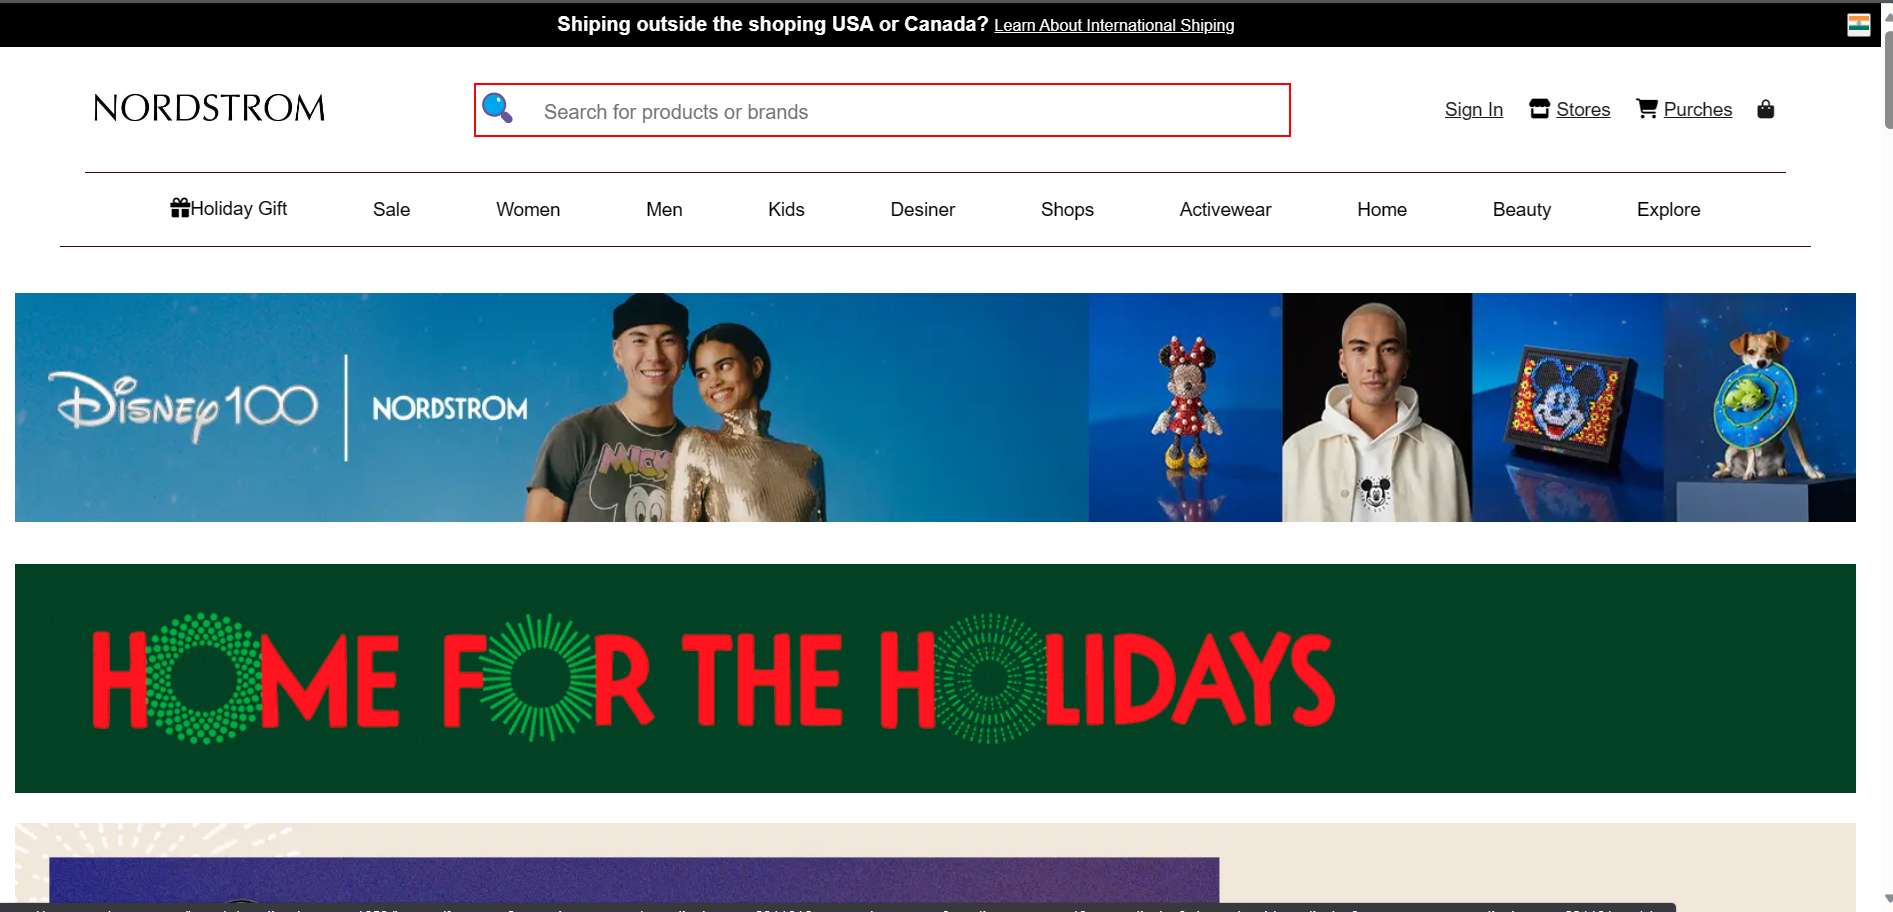 Shiping outside the shoping USA or Canada? Learn About International Shiping
NORDSTROM
Search for products or brands
Sign In Stores Purches
Holiday Gift Sale Women Men Kids Desiner Shops Activewear Home Beauty Explore
Disney 100 NORDSTROM
HOME FOR THE HOLIDAYS